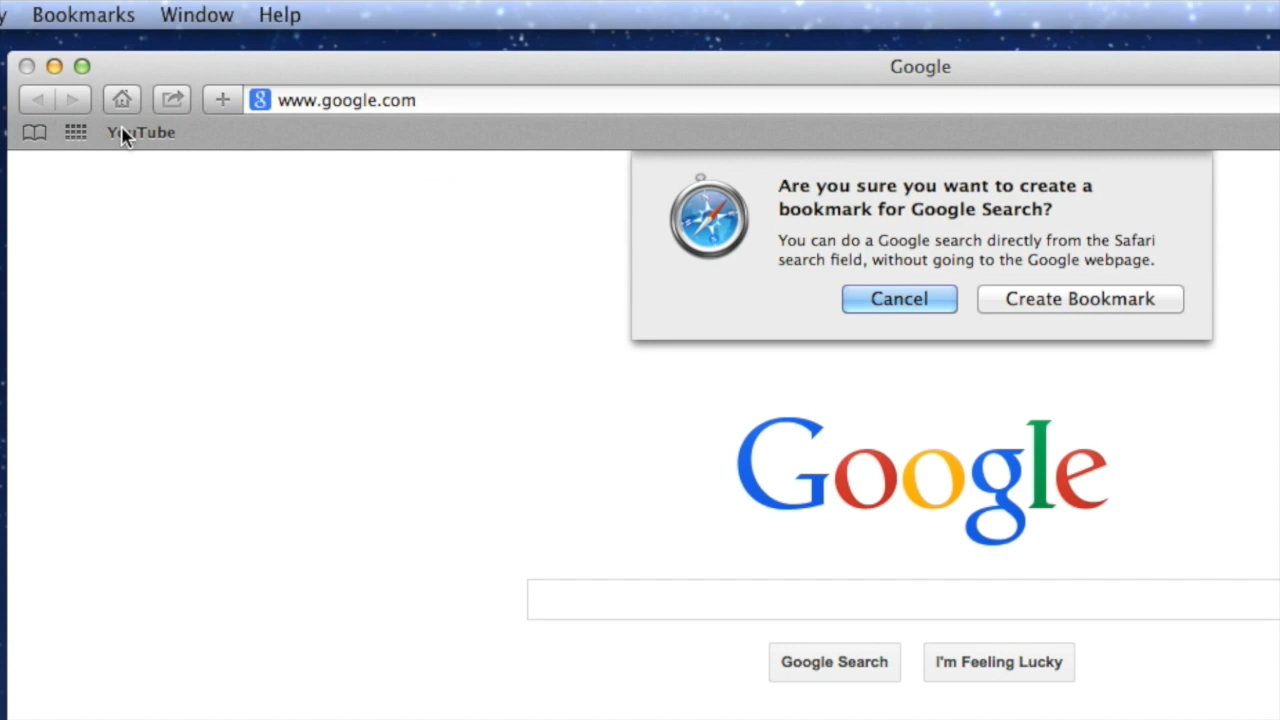 Bookmarks Window Help
Google
www.google.com
YouTube
Are you sure you want to create a
bookmark for Google Search?
You can do a Google search directly from the Safari
search field, without going to the Google webpage.
Cancel Create Bookmark
Google
Google Search I'm Feeling Lucky